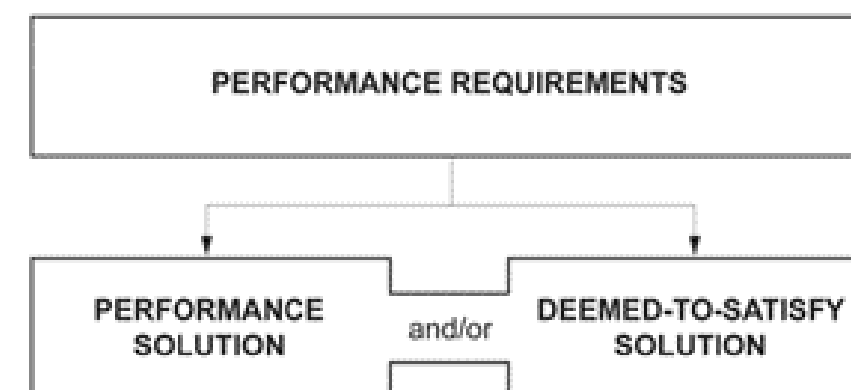 PERFORMANCE REQUIREMENTS
PERFORMANCE
SOLUTION
and/or
DEEMED-TO-SATISFY
SOLUTION